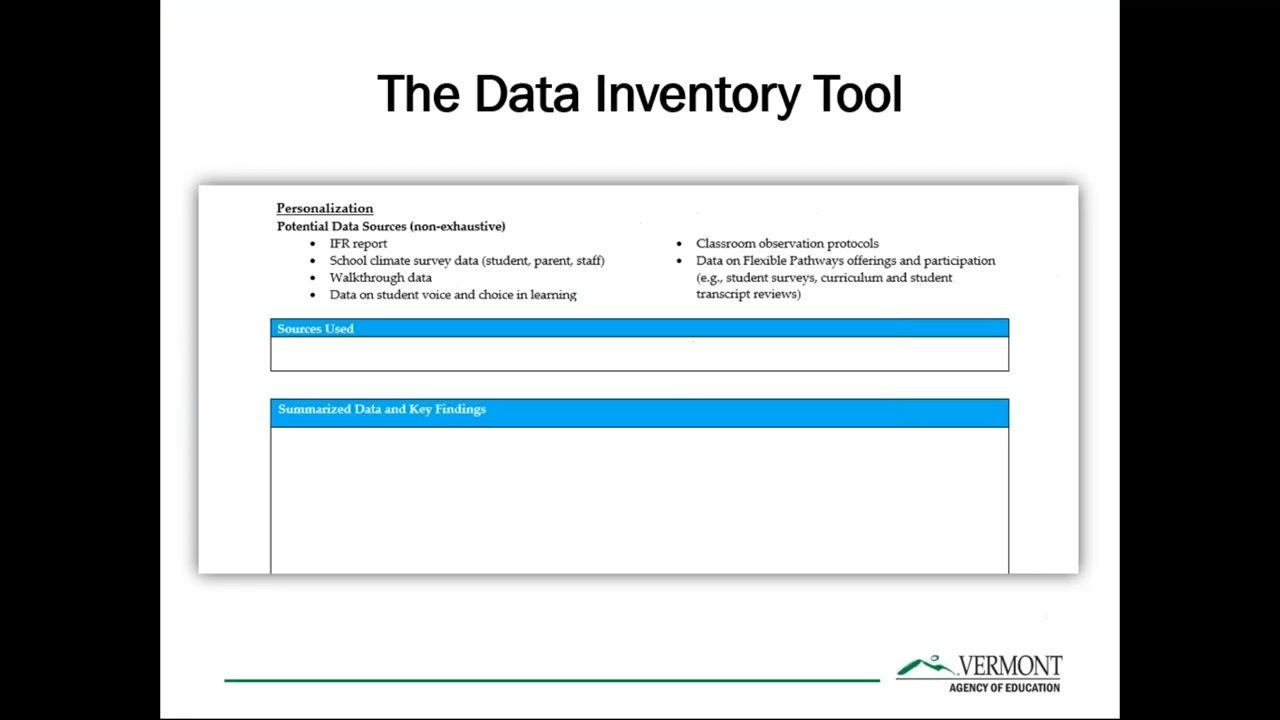 The Data Inventory Tool
Personalization
Potential Data Sources (non-exhaustive)
• IFR report
• School climate survey data (student, parent, staff)
• Walkthrough data
• Data on student voice and choice in learning
• Classroom observation protocols
• Data on Flexible Pathways offerings and participation
(e.g., student surveys, curriculum and student
transcript reviews)
Sources Used
Summarized Data and Key Findings
VERMONT
AGENCY OF EDUCATION